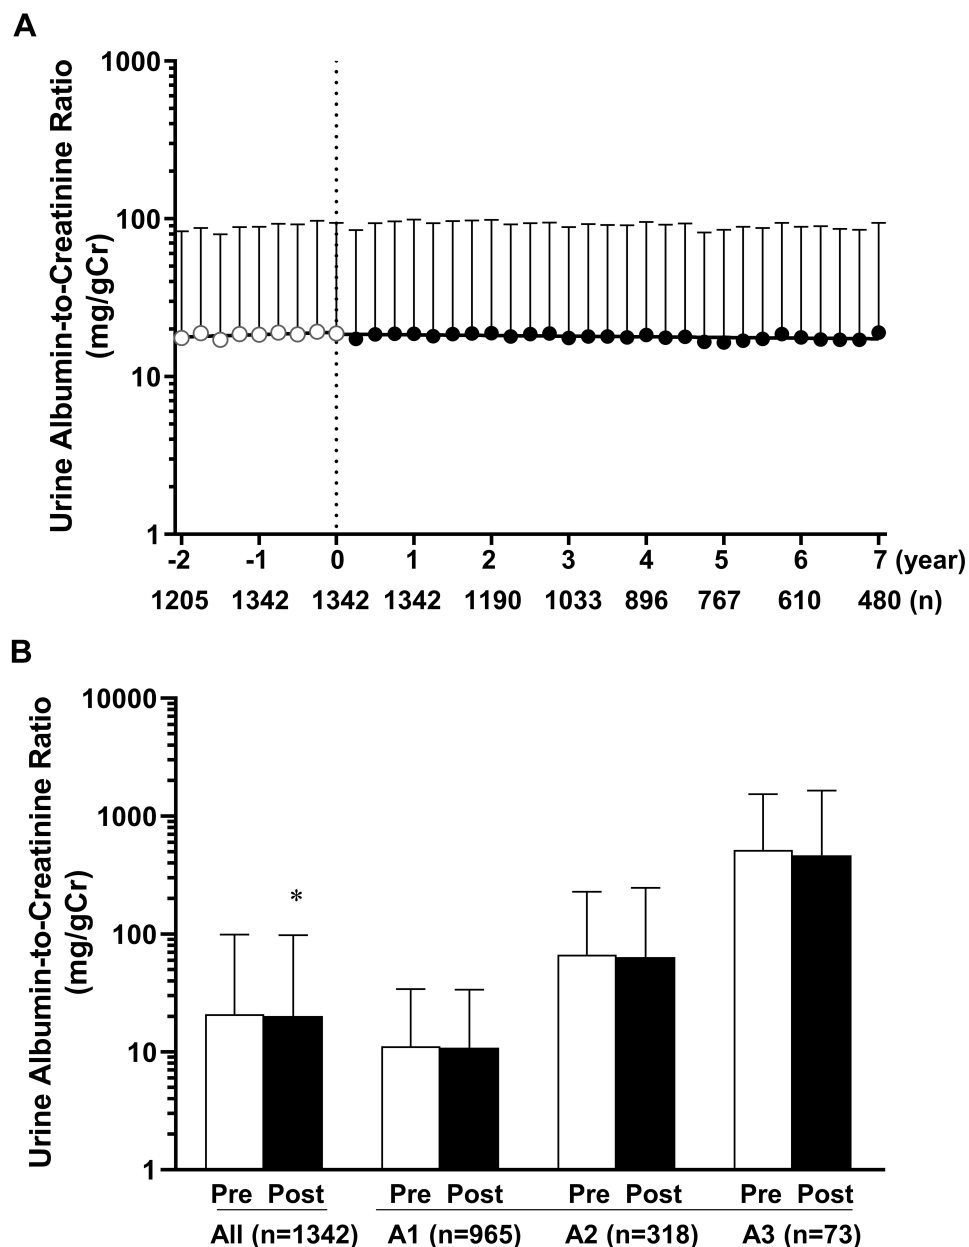 A
Urine Albumin-to-Creatinine Ratio
(mg/gCr)
1000
100
10
1
-2 -1 0 1 2 3 4 5 6 7 (year)
1205 1342 1342 1342 1190 1033 896 767 610 480 (n)
B
Urine Albumin-to-Creatinine Ratio
(mg/gCr)
10000
1000
100
10
1
*
Pre Post Pre Post Pre Post Pre Post
All (n=1342) A1 (n=965) A2 (n=318) A3 (n=73)